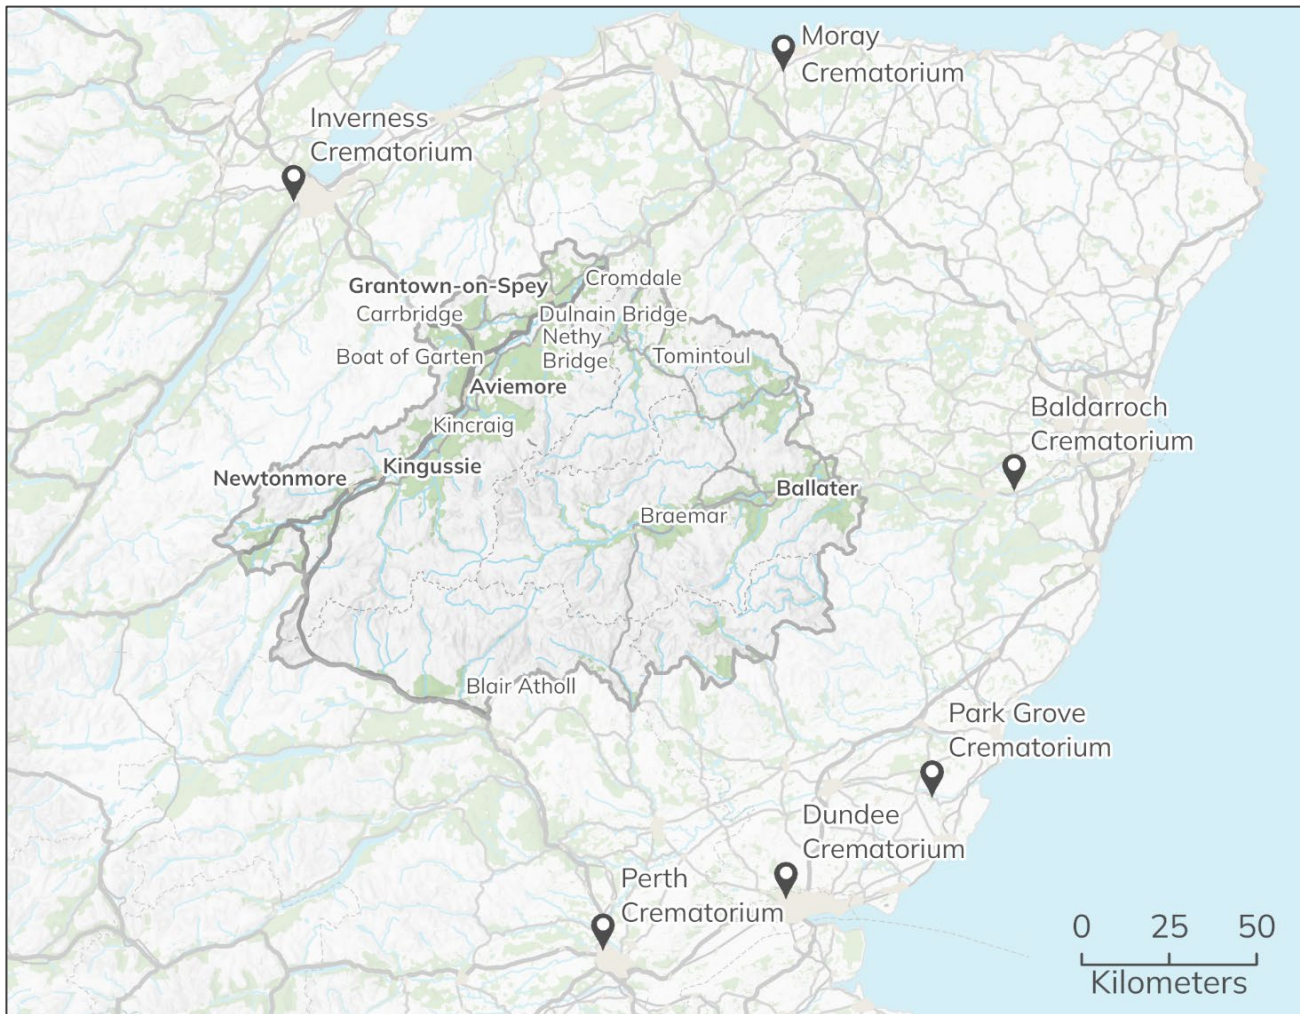 Moray
Crematorium
Inverness
Crematorium
Cromdale
Grantown-on-Spey
Carrbridge
Dulnain Bridge
Nethy
Bridge
Boat of Garten
Tomintoul
Aviemore
Kincraig
Baldarroch
Crematorium
Newtonmore
Kingussie
Ballater
Braemar
Blair Atholl
Park Grove
Crematorium
Dundee
Crematorium
Perth
Crematorium
0 25 50
Kilometers